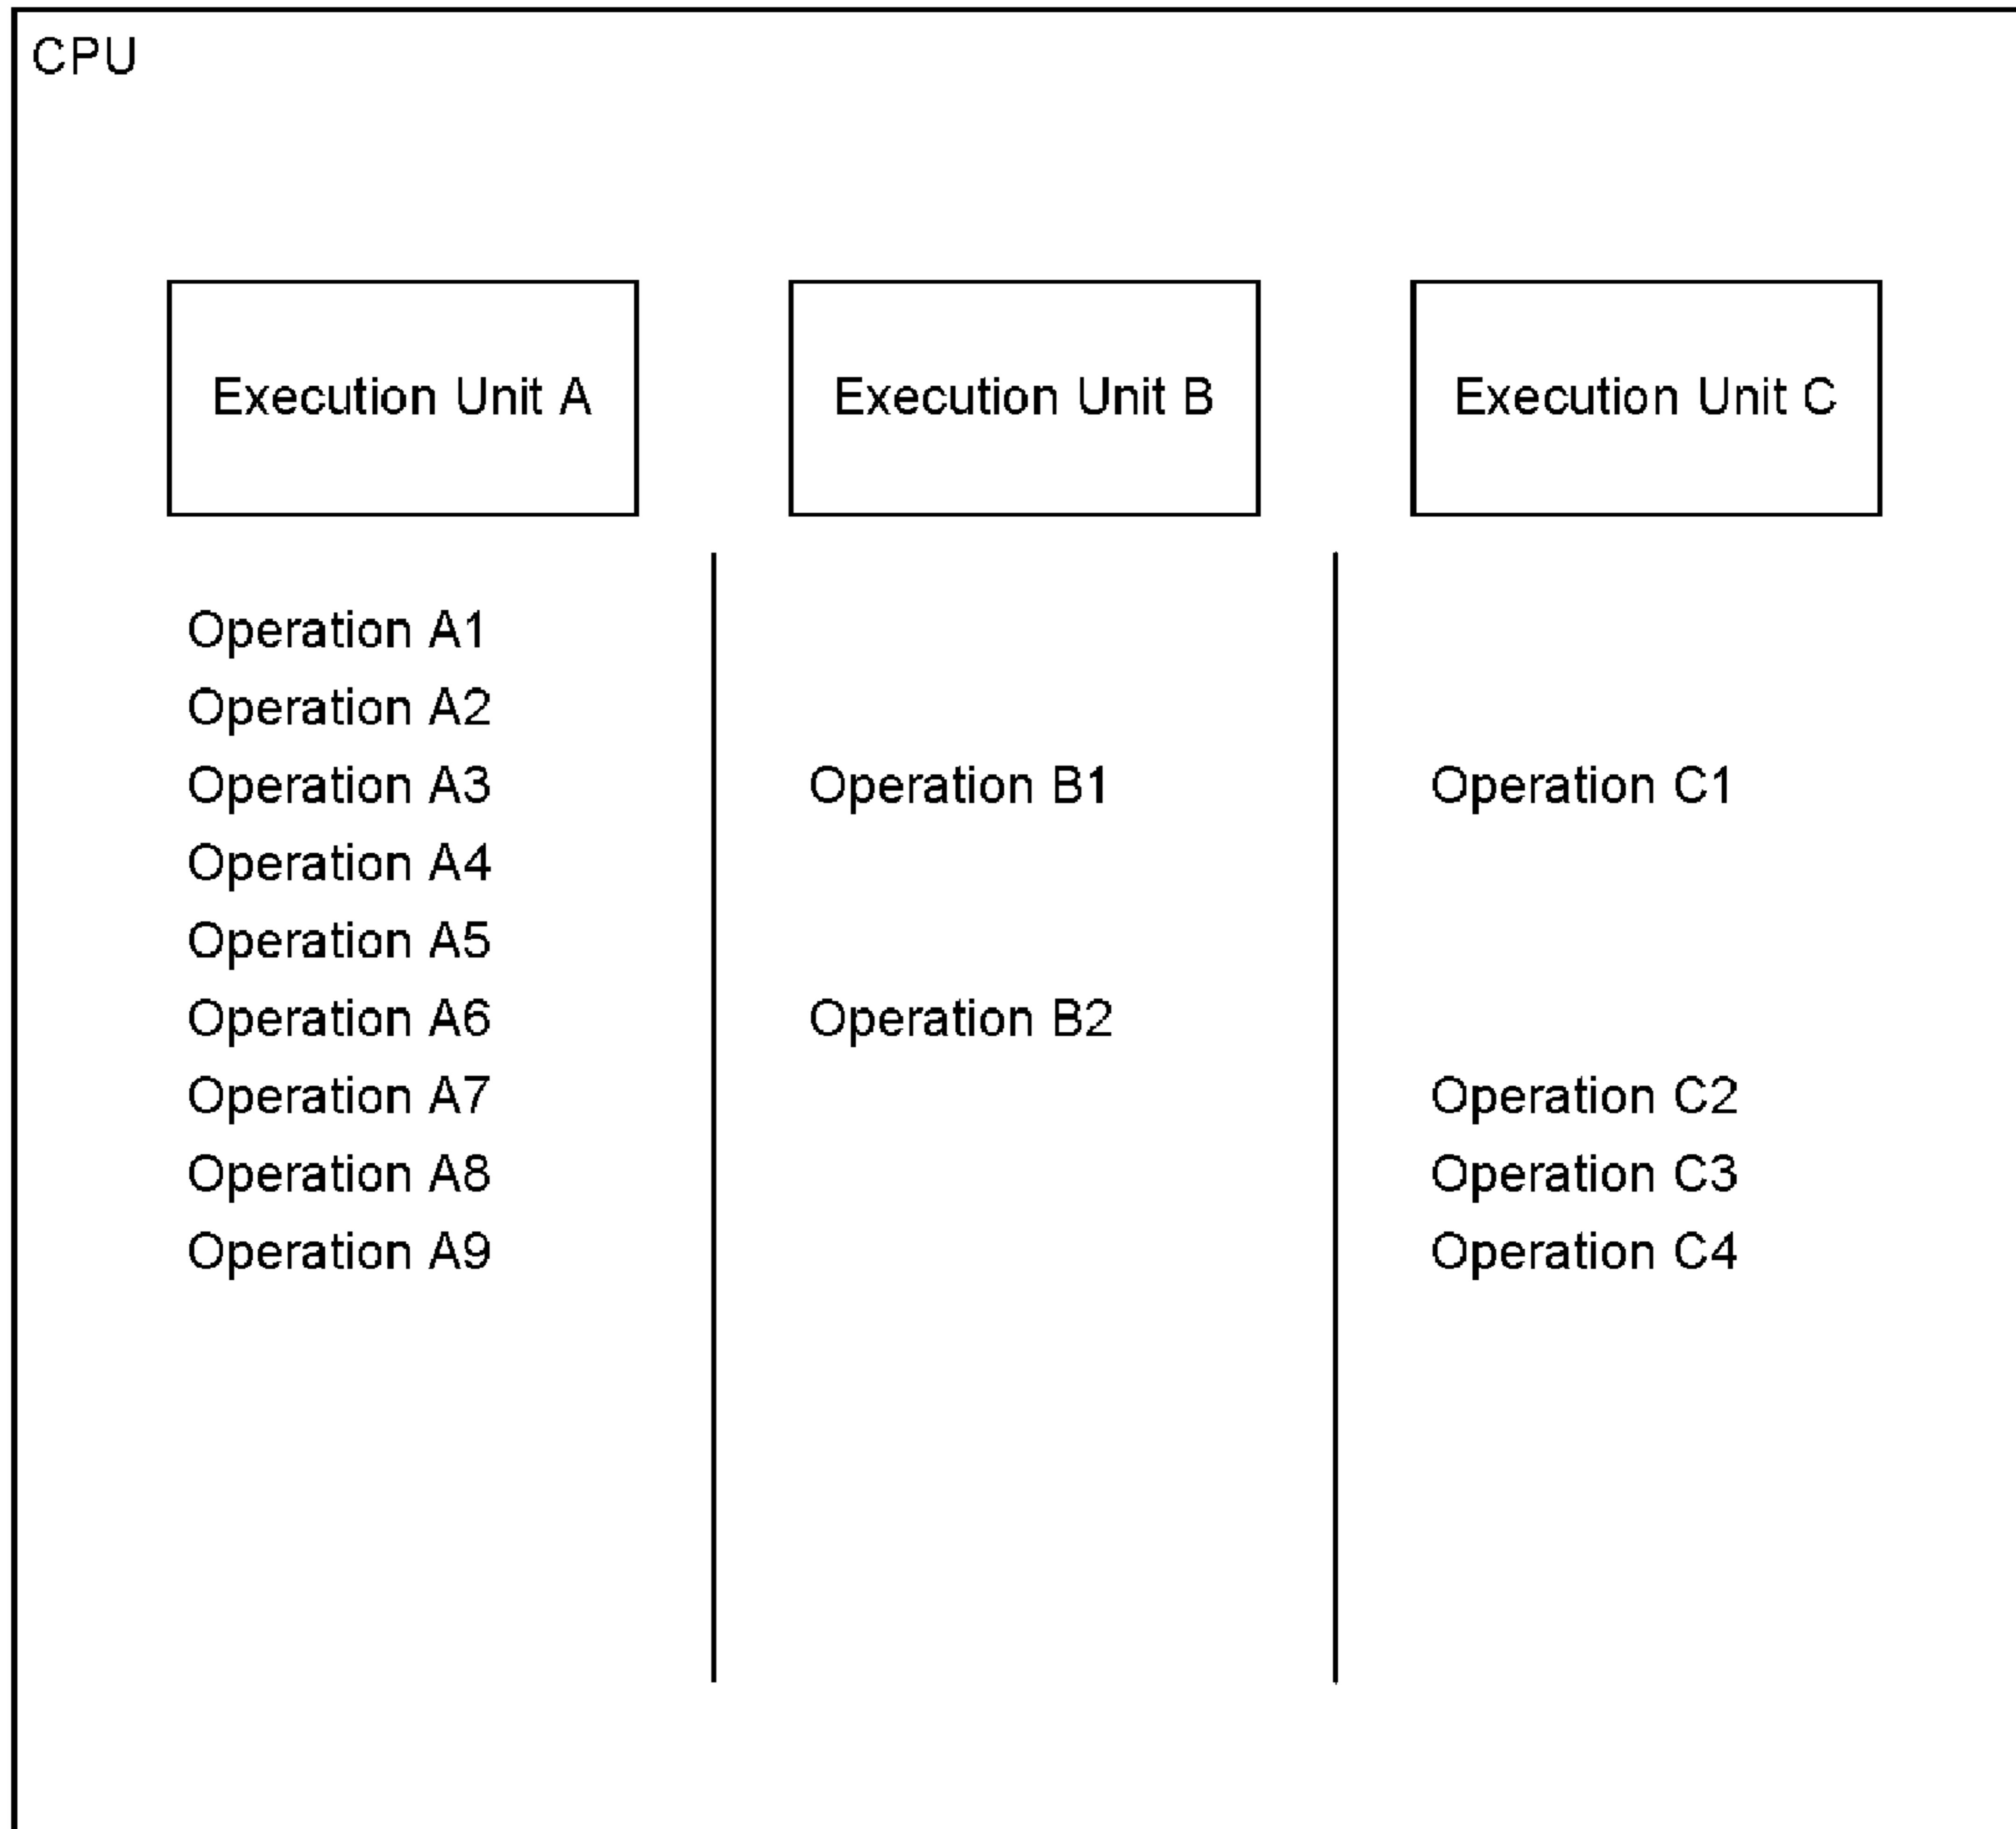 CPU
Execution Unit A
Execution Unit B
Execution Unit C
Operation A1
Operation A2
Operation A3
Operation B1
Operation C1
Operation A4
Operation A5
Operation A6
Operation B2
Operation A7
Operation C2
Operation A8
Operation C3
Operation A9
Operation C4